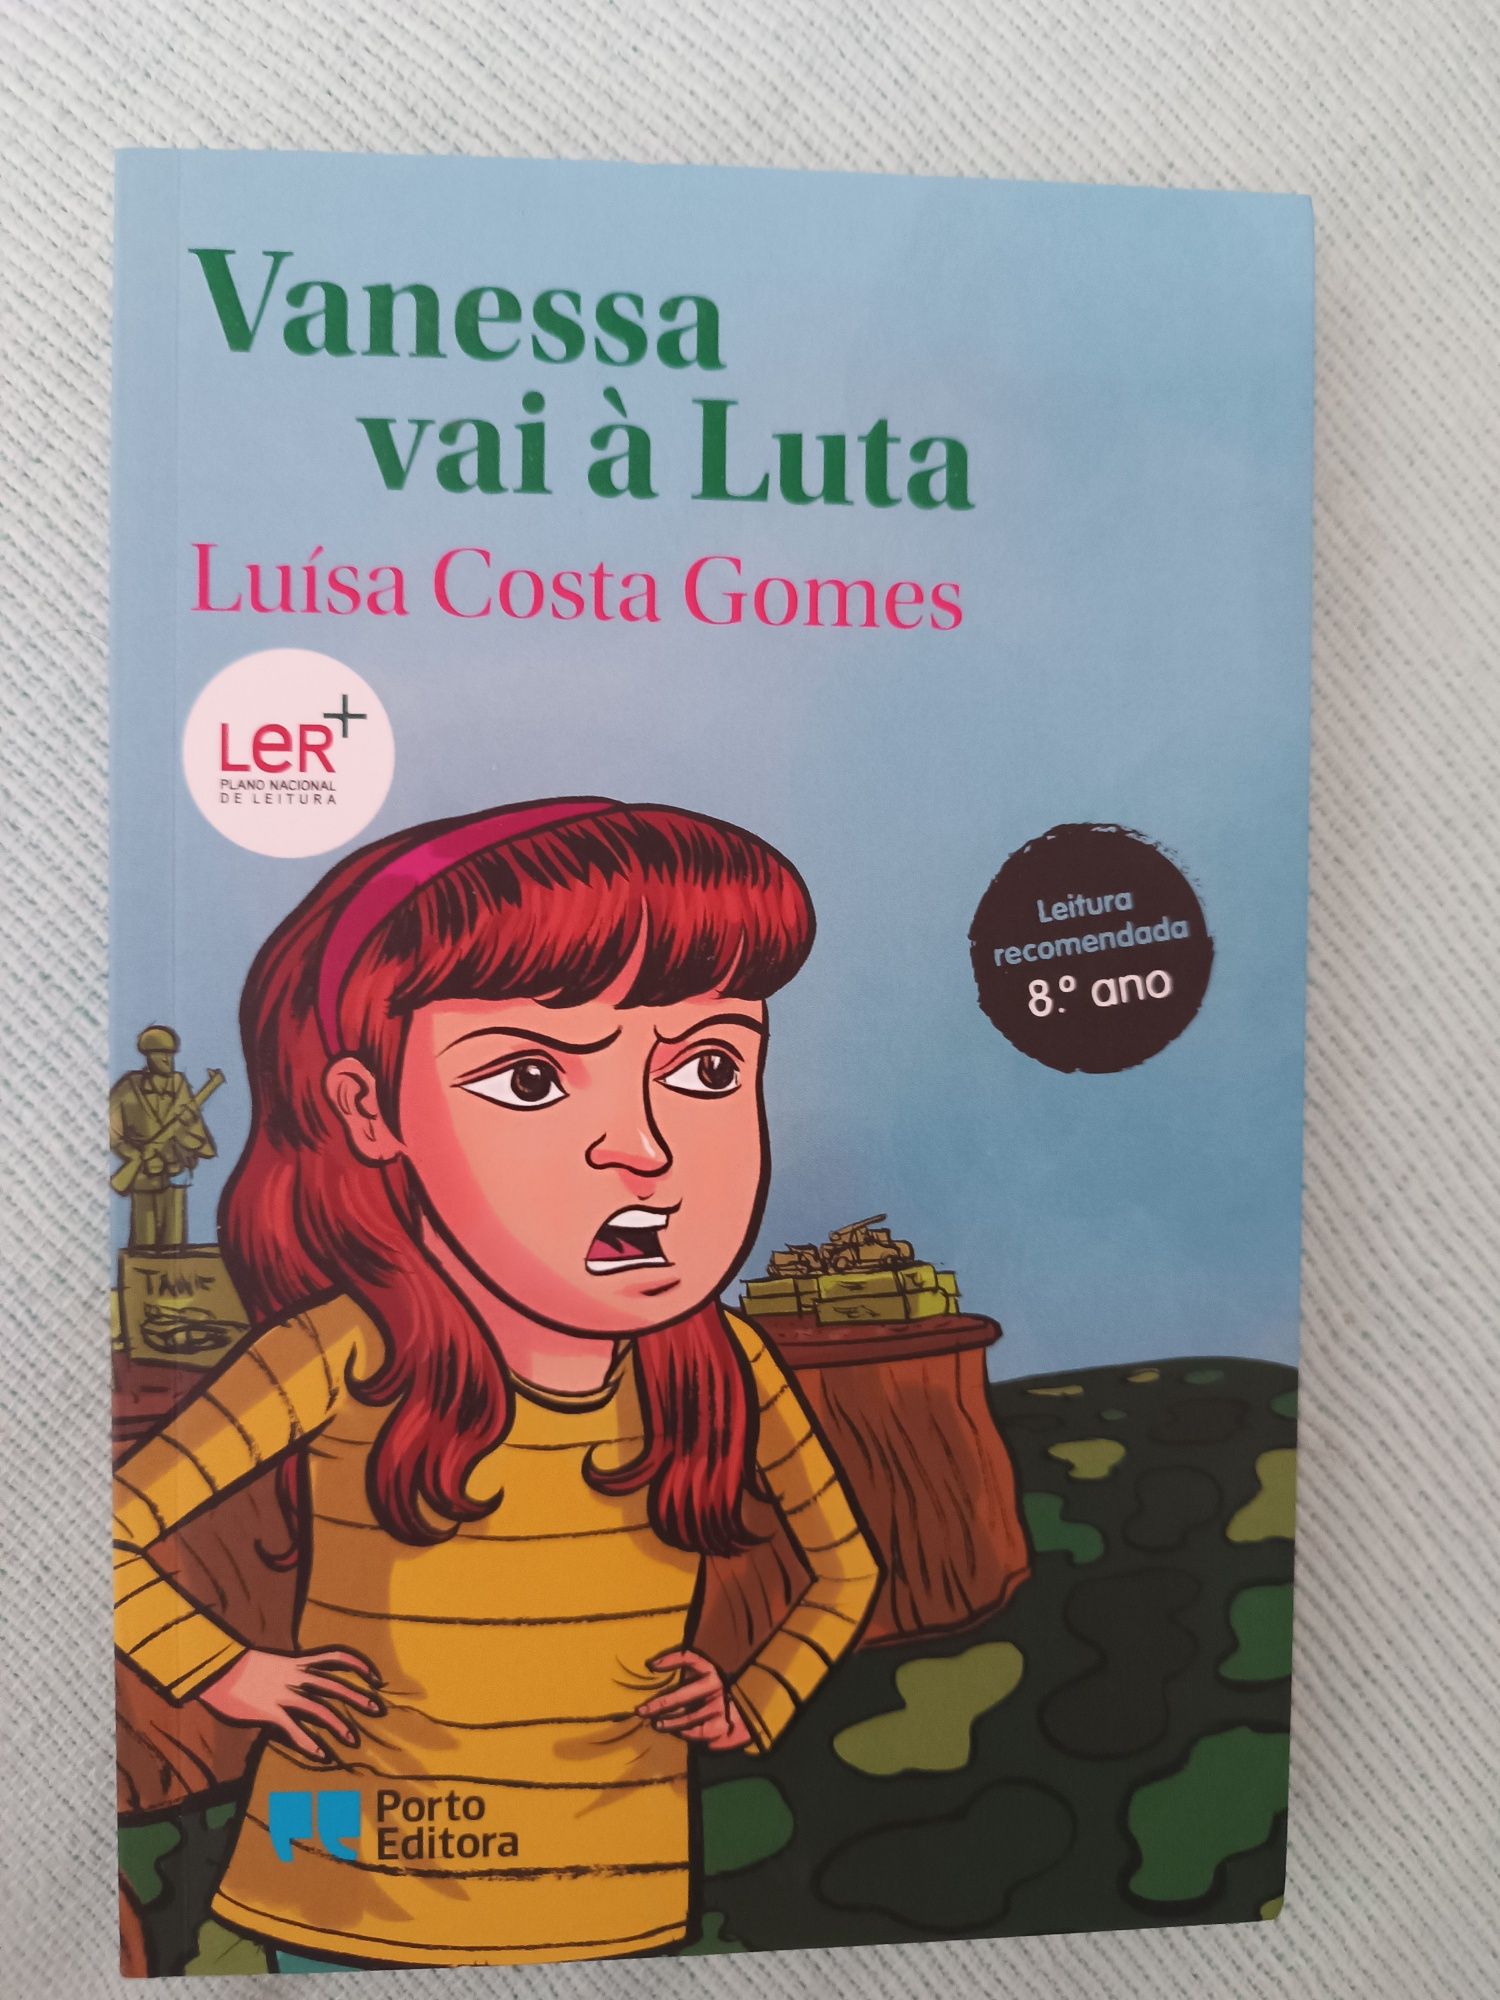 Vanessa
vai à Luta
Luísa Costa Gomes
LeR+
PLANO NACIONAL
DE LEITURA
Leitura
recomendada
8.º ano
Porto
Editora